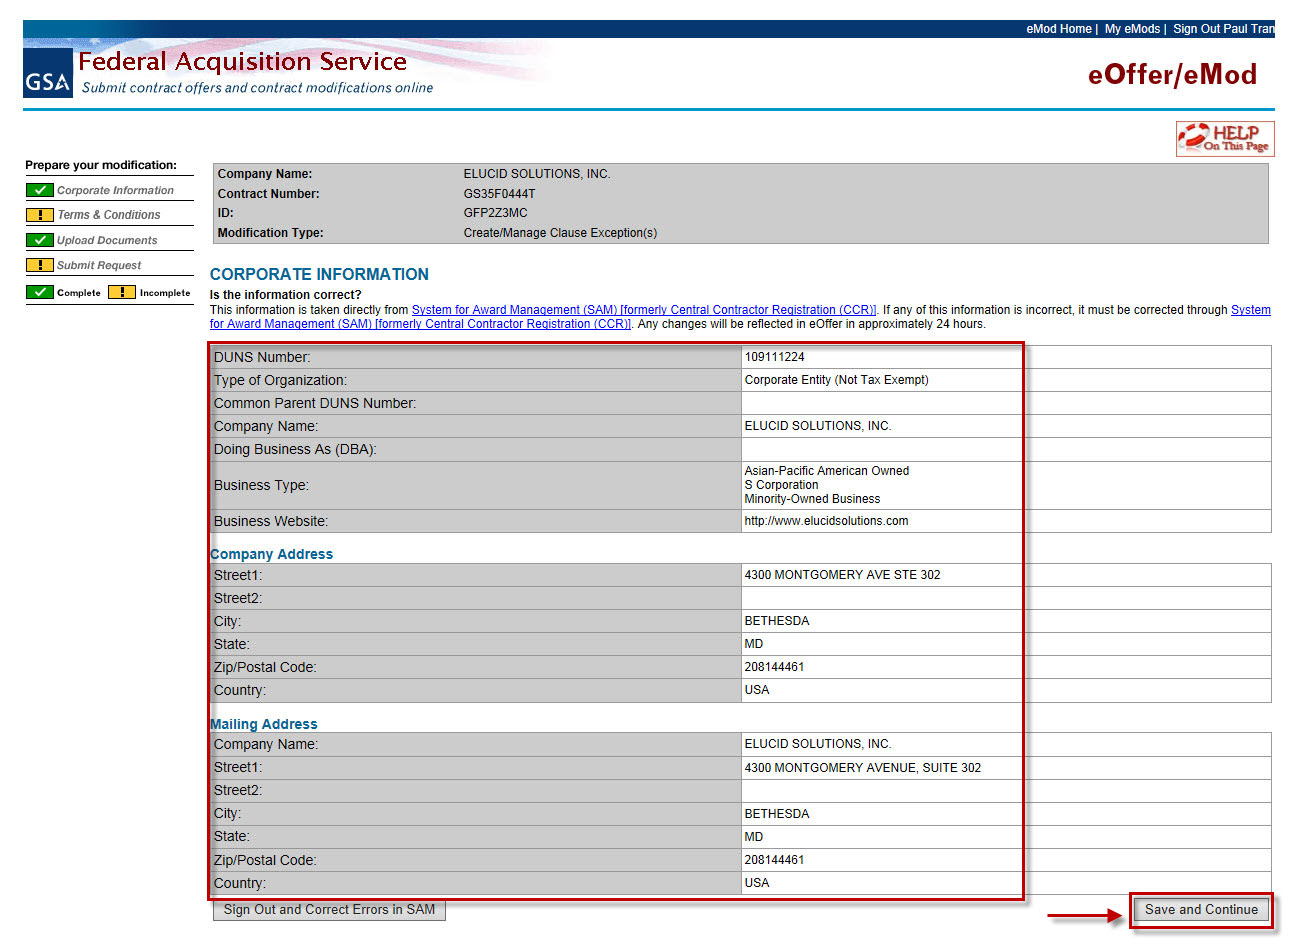 eMod Home | My eMods | Sign Out Paul Tran
GSA
Federal Acquisition Service
Submit contract offers and contract modifications online
eOffer/eMod
HELP
On This Page
Prepare your modification:
Corporate Information
Terms & Conditions
Upload Documents
Submit Request
Complete ! Incomplete
Company Name: ELUCID SOLUTIONS, INC.
Contract Number: GS35F0444T
ID: GFP2Z3MC
Modification Type: Create/Manage Clause Exception(s)
CORPORATE INFORMATION
Is the information correct?
This information is taken directly from System for Award Management (SAM) [formerly Central Contractor Registration (CCR)]. If any of this information is incorrect, it must be corrected through System
for Award Management (SAM) [formerly Central Contractor Registration (CCR)]. Any changes will be reflected in eOffer in approximately 24 hours.
DUNS Number: 109111224
Type of Organization: Corporate Entity (Not Tax Exempt)
Common Parent DUNS Number:
Company Name: ELUCID SOLUTIONS, INC.
Doing Business As (DBA):
Business Type: Asian-Pacific American Owned
S Corporation
Minority-Owned Business
Business Website: http://www.elucidsolutions.com
Company Address
Street1: 4300 MONTGOMERY AVE STE 302
Street2:
City: BETHESDA
State: MD
Zip/Postal Code: 208144461
Country: USA
Mailing Address
Company Name: ELUCID SOLUTIONS, INC.
Street1: 4300 MONTGOMERY AVENUE, SUITE 302
Street2:
City: BETHESDA
State: MD
Zip/Postal Code: 208144461
Country: USA
Sign Out and Correct Errors in SAM
Save and Continue